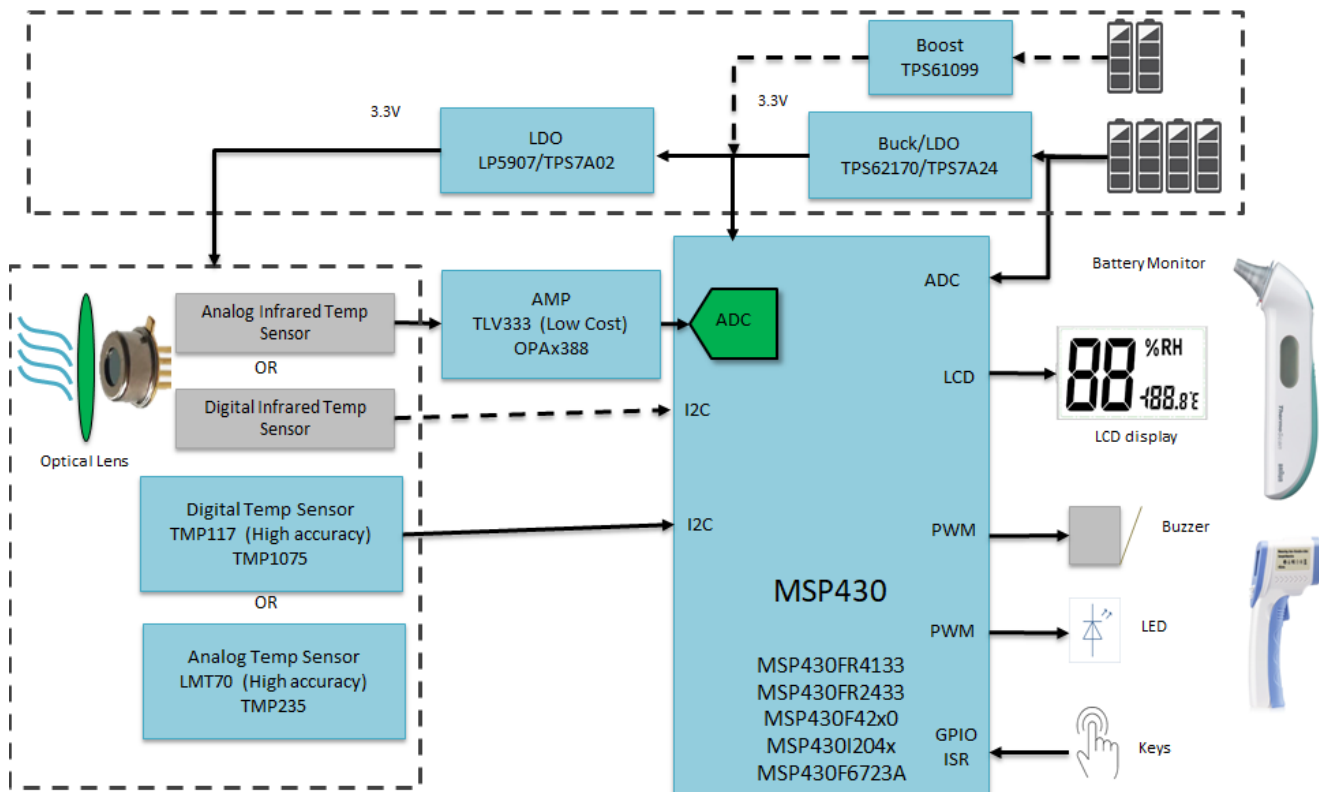 Boost
TPS61099
3.3V
3.3V
LDO
LP5907/TPS7A02
Buck/LDO
TPS62170/TPS7A24
Analog Infrared Temp
Sensor
OR
Digital Infrared Temp
Sensor
Optical Lens
AMP
TLV333 (Low Cost)
OPAx388
ADC
I2C
Digital Temp Sensor
TMP117 (High accuracy)
TMP1075
OR
Analog Temp Sensor
LMT70 (High accuracy)
TMP235
I2C
ADC
LCD
PWM
MSP430
PWM
MSP430FR4133
MSP430FR2433
MSP430F42x0
MSP430I204x
MSP430F6723A
GPIO
ISR
Battery Monitor
88 %RH
-188.8°C
LCD display
Buzzer
LED
Keys